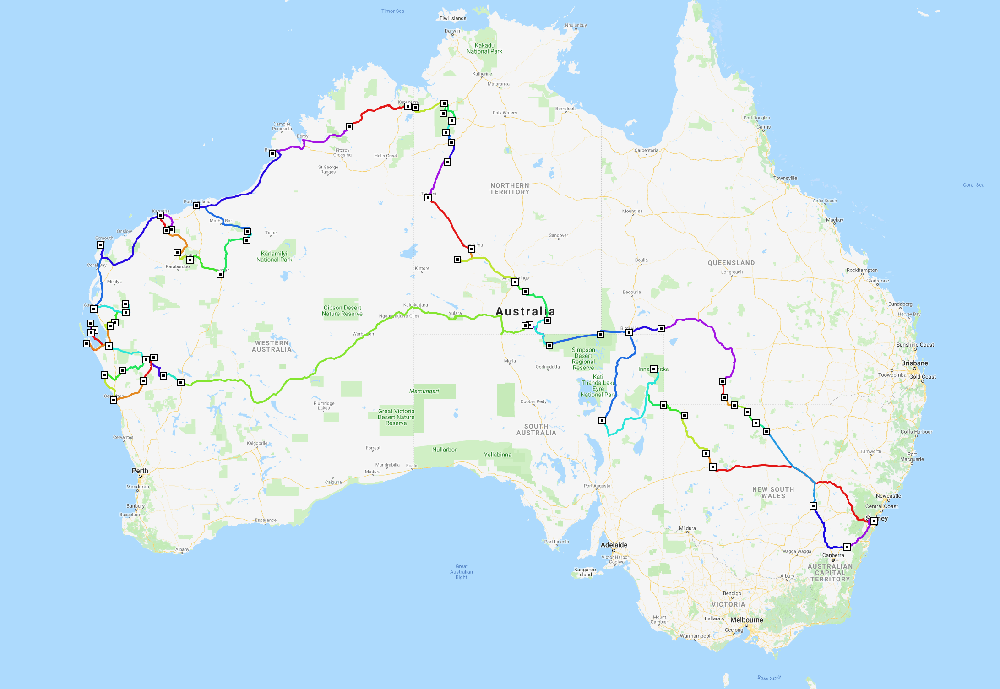 Timor Sea
Tiwi Islands
Darwin
Nhulunbuy
Kakadu
National Park
Katherine
Mataranka
Kununurra
Daly Waters
Borroloola
Port Douglas
Cairns
Dampier
Peninsula
Derby
Fitzroy
Crossing
Halls Creek
St George
Ranges
Carpentaria
Townsville
Coral Sea
NORTHERN
TERRITORY
Airlie Beach
Port Hedland
Karratha
Marble Bar
Mount Isa
Mackay
Onslow
Telfer
Exmouth
Sandover
Karlamilyi
National Park
Coral Bay
Paraburdoo
Kintore
Boulia
QUEENSLAND
Longreach
Rockhampton
Gladstone
Minilya
Alice Springs
Bedourie
Bundaberg
Hervey Bay
Gibson Desert
Nature Reserve
Kaltukatjara
Ngaanyatjarra-Giles
Yulara
Australia
Birdsville
Warburton
WESTERN
AUSTRALIA
Sunshine Coast
Simpson
Desert
Regional
Reserve
Marla
Oodnadatta
Brisbane
Toowoomba
Gold Coast
Kati
Thanda-Lake
Eyre
National Park
Mamungari
Plumridge
Lakes
Coober Pedy
Great Victoria
Desert Nature
Reserve
SOUTH
AUSTRALIA
Coffs Harbour
Cervantes
Kalgoorlie
Forrest
Nullarbor
Yellabinna
Tamworth
Port
Macquarie
Perth
Mundrabilla
Eucla
Madura
Mandurah
Caiguna
Port Augusta
NEW SOUTH
WALES
Newcastle
Central Coast
Bunbury
Busselton
Esperance
Sydney
Mildura
Albany
Port Lincoln
Adelaide
Victor Harbor
- Goolwa
Wagga Wagga
Canberra
AUSTRALIAN
CAPITAL
TERRITORY
Great
Australian
Bight
Kangaroo
Island
Albury
Bendigo
VICTORIA
Mount
Gambier
Ballarat
Melbourne
Geelong
Warrnambool
Bass Strait